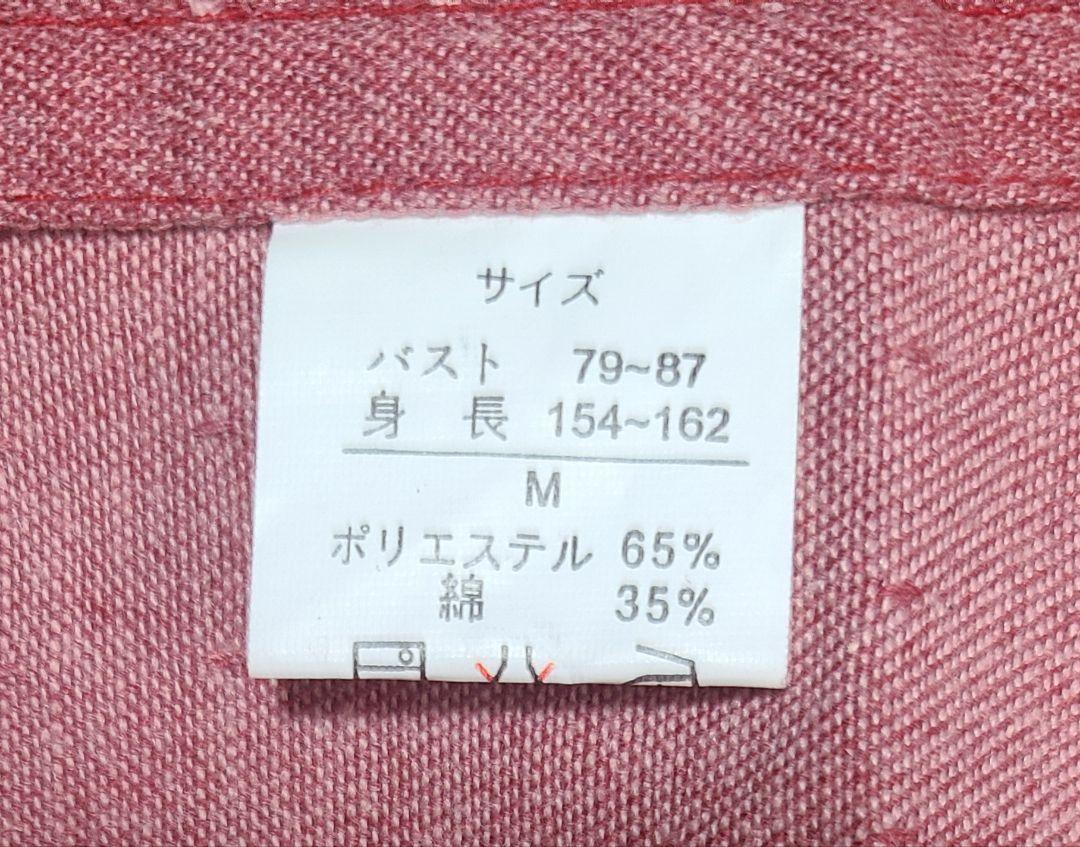 サイズ
バスト 79~87
身 長 154~162
M
ポリエステル 65%
綿 35%